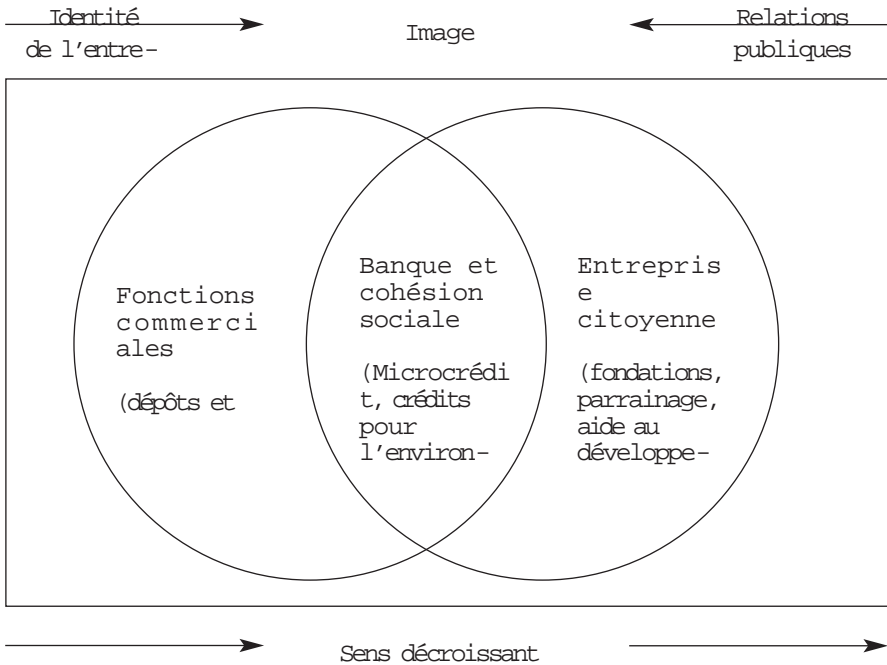 Identité
de l'entre-
Image
Relations
publiques
Fonctions
commerci
ales
(dépôts et
Banque et
cohésion
sociale
(Microcrédi
t, crédits
pour
l'environ-
Entrepris
e
citoyenne
(fondations,
parrainage,
aide au
développe-
Sens décroissant